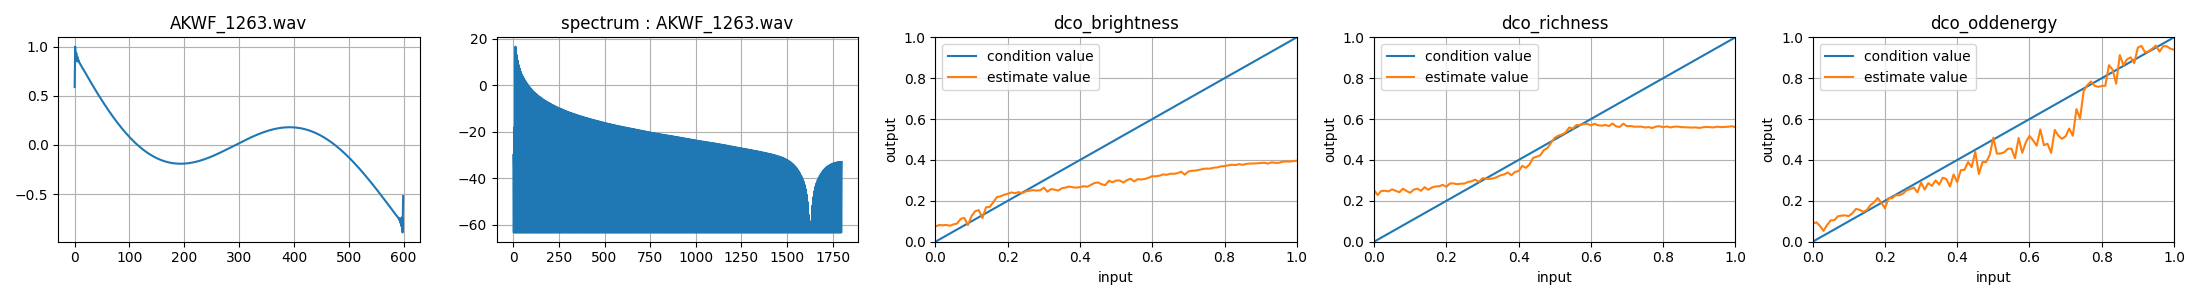 AKWF_1263.wav
1.0
0.5
0.0
−0.5
0 100 200 300 400 500 600
spectrum : AKWF_1263.wav
20
0
−20
−40
−60
0 250 500 750 1000 1250 1500 1750
dco_brightness
condition value
estimate value
output
1.0
0.8
0.6
0.4
0.2
0.0
0.0 0.2 0.4 0.6 0.8 1.0
input
dco_richness
condition value
estimate value
output
1.0
0.8
0.6
0.4
0.2
0.0
0.0 0.2 0.4 0.6 0.8 1.0
input
dco_oddenergy
condition value
estimate value
output
1.0
0.8
0.6
0.4
0.2
0.0
0.0 0.2 0.4 0.6 0.8 1.0
input